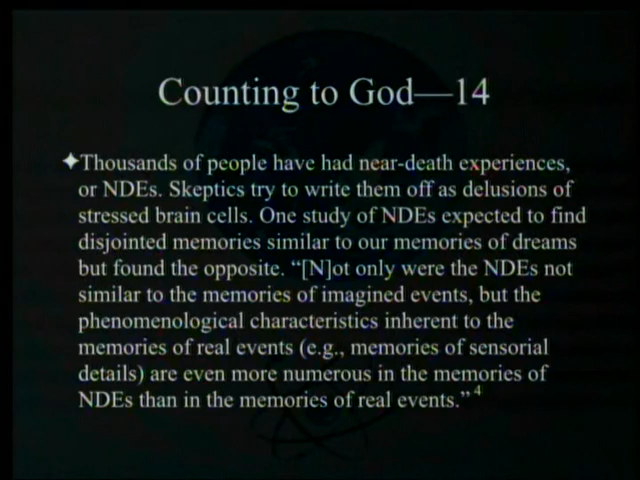 Counting to God—14
✦Thousands of people have had near-death experiences,
or NDEs. Skeptics try to write them off as delusions of
stressed brain cells. One study of NDEs expected to find
disjointed memories similar to our memories of dreams
but found the opposite. “[N]ot only were the NDEs not
similar to the memories of imagined events, but the
phenomenological characteristics inherent to the
memories of real events (e.g., memories of sensorial
details) are even more numerous in the memories of
NDEs than in the memories of real events.” 4